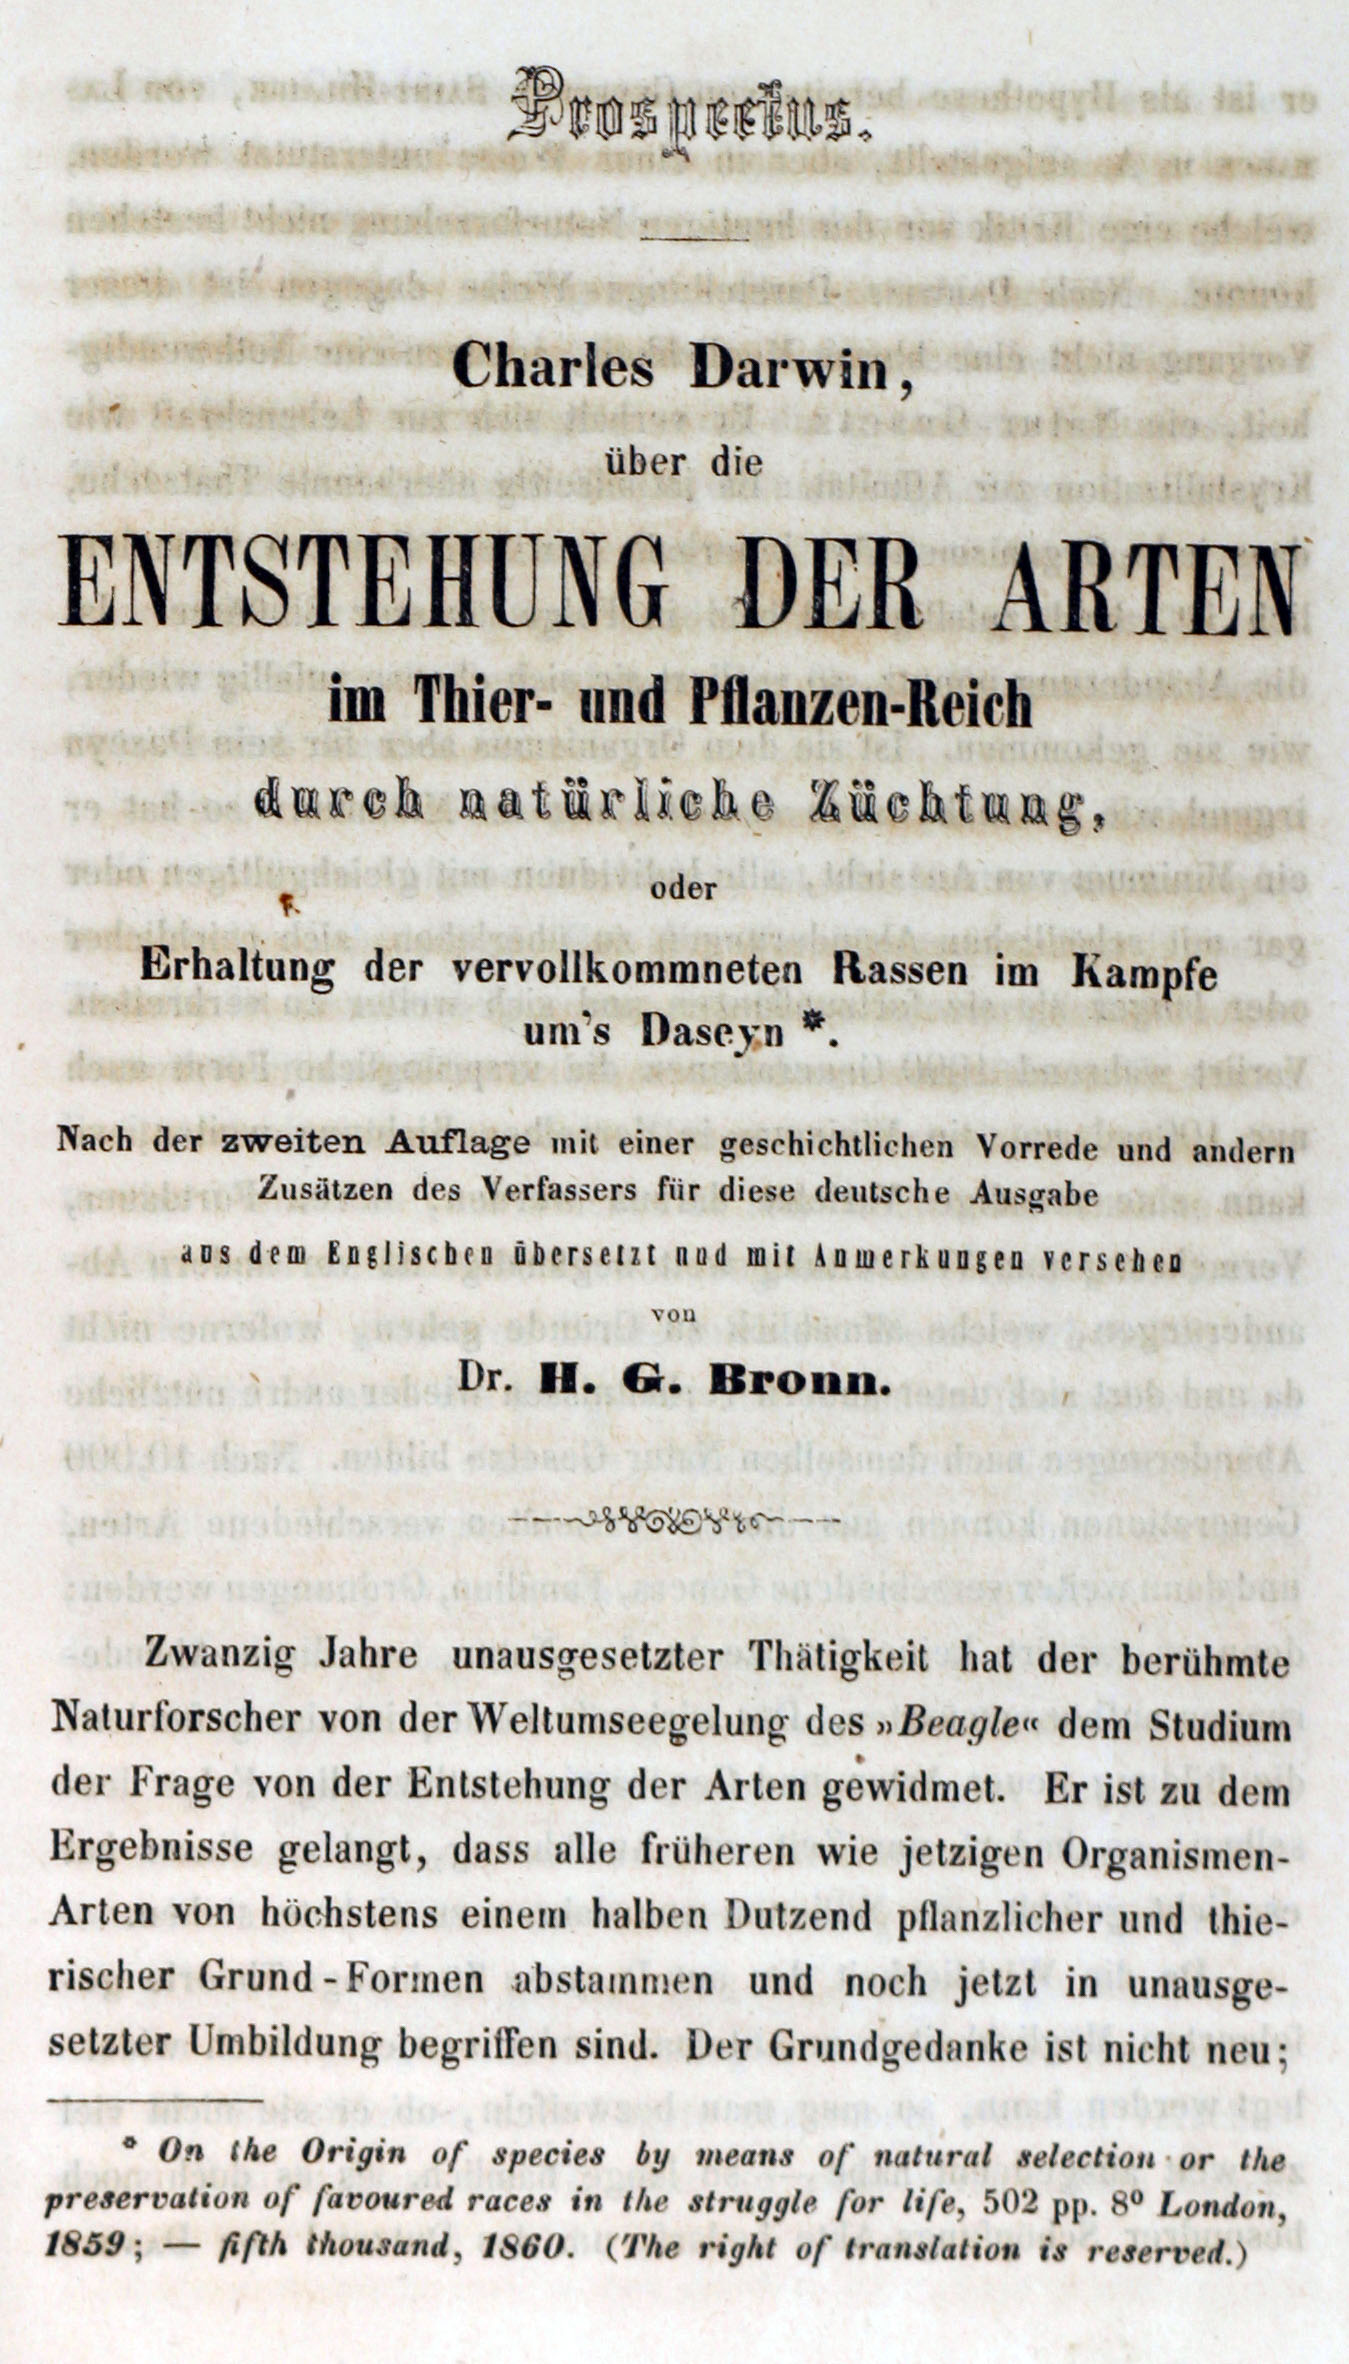 Prospectus.
Charles Darwin,
über die
ENTSTEHUNG DER ARTEN
im Thier- und Pflanzen-Reich
durch natürliche Züchtung,
oder
Erhaltung der vervollkommneten Rassen im Kampfe
um's Daseyn *.
Nach der zweiten Auflage mit einer geschichtlichen Vorrede und andern
Zusätzen des Verfassers für diese deutsche Ausgabe
aus dem Englischen übersetzt und mit Anmerkungen versehen
von
Dr. H. G. Bronn.
Zwanzig Jahre unausgesetzter Thätigkeit hat der berühmte
Naturforscher von der Weltumseegelung des »Beagle« dem Studium
der Frage von der Entstehung der Arten gewidmet. Er ist zu dem
Ergebnisse gelangt, dass alle früheren wie jetzigen Organismen-
Arten von höchstens einem halben Dutzend pflanzlicher und thie-
rischer Grund-Formen abstammen und noch jetzt in unausge-
setzter Umbildung begriffen sind. Der Grundgedanke ist nicht neu;
* On the Origin of species by means of natural selection or the
preservation of favoured races in the struggle for life, 502 pp. 8⁰ London,
1859; — fifth thousand, 1860. (The right of translation is reserved.)